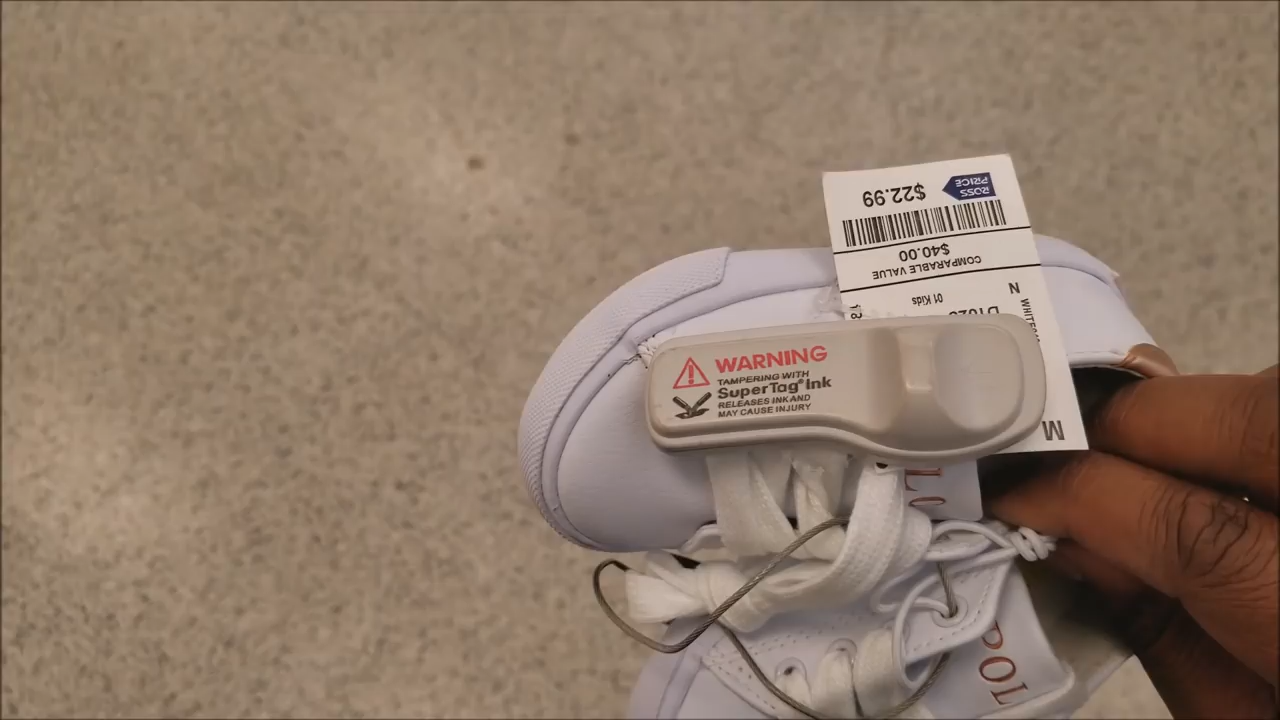 ROSS
PRICE
$22.99
$40.00
COMPARABLE VALUE
01 Kids
N
M
WARNING
TAMPERING WITH
SuperTag® Ink
RELEASES INK AND
MAY CAUSE INJURY
POL